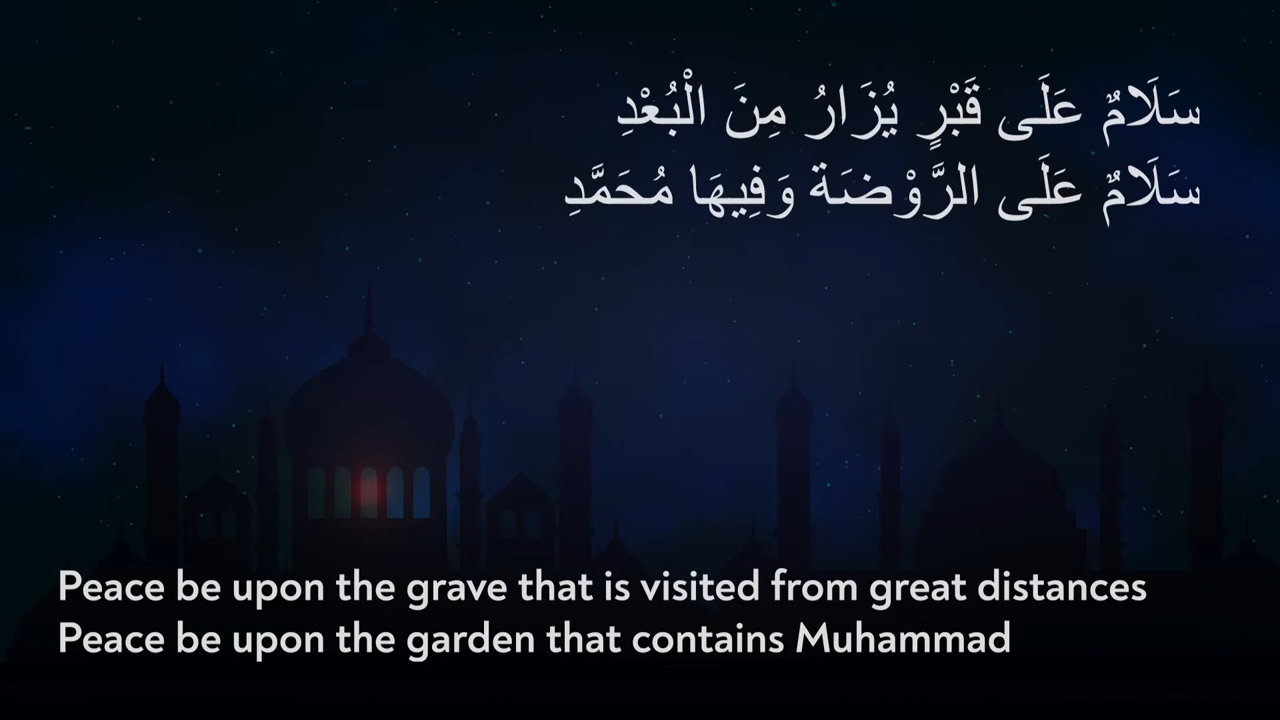 سَلَامٌ عَلَى قَبْرٍ يُزَارُ مِنَ الْبُعْدِ
سَلَامٌ عَلَى الرَّوْضَة وَفِيهَا مُحَمَّدِ
Peace be upon the grave that is visited from great distances
Peace be upon the garden that contains Muhammad